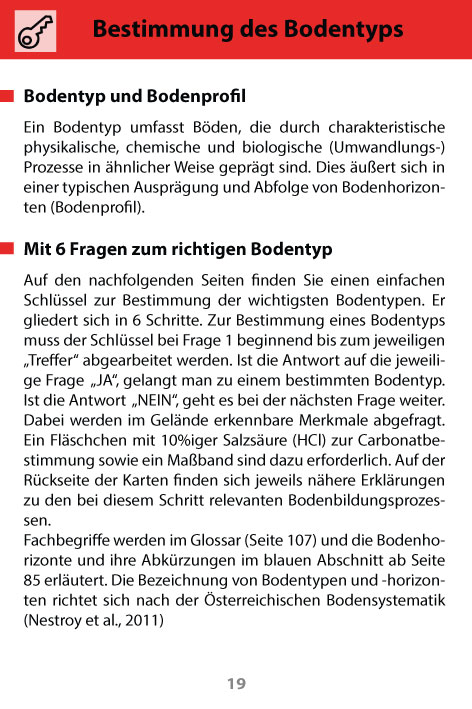 Bestimmung des Bodentyps
Bodentyp und Bodenprofil
Ein Bodentyp umfasst Böden, die durch charakteristische
physikalische, chemische und biologische (Umwandlungs-)
Prozesse in ähnlicher Weise geprägt sind. Dies äußert sich in
einer typischen Ausprägung und Abfolge von Bodenhorizon-
ten (Bodenprofil).
Mit 6 Fragen zum richtigen Bodentyp
Auf den nachfolgenden Seiten finden Sie einen einfachen
Schlüssel zur Bestimmung der wichtigsten Bodentypen. Er
gliedert sich in 6 Schritte. Zur Bestimmung eines Bodentyps
muss der Schlüssel bei Frage 1 beginnend bis zum jeweiligen
„Treffer“ abgearbeitet werden. Ist die Antwort auf die jeweili-
ge Frage „JA“, gelangt man zu einem bestimmten Bodentyp.
Ist die Antwort „NEIN“, geht es bei der nächsten Frage weiter.
Dabei werden im Gelände erkennbare Merkmale abgefragt.
Ein Fläschchen mit 10%iger Salzsäure (HCl) zur Carbonatbe-
stimmung sowie ein Maßband sind dazu erforderlich. Auf der
Rückseite der Karten finden sich jeweils nähere Erklärungen
zu den bei diesem Schritt relevanten Bodenbildungsprozes-
sen.
Fachbegriffe werden im Glossar (Seite 107) und die Bodenho-
rizonte und ihre Abkürzungen im blauen Abschnitt ab Seite
85 erläutert. Die Bezeichnung von Bodentypen und -horizon-
ten richtet sich nach der Österreichischen Bodensystematik
(Nestroy et al., 2011)
19